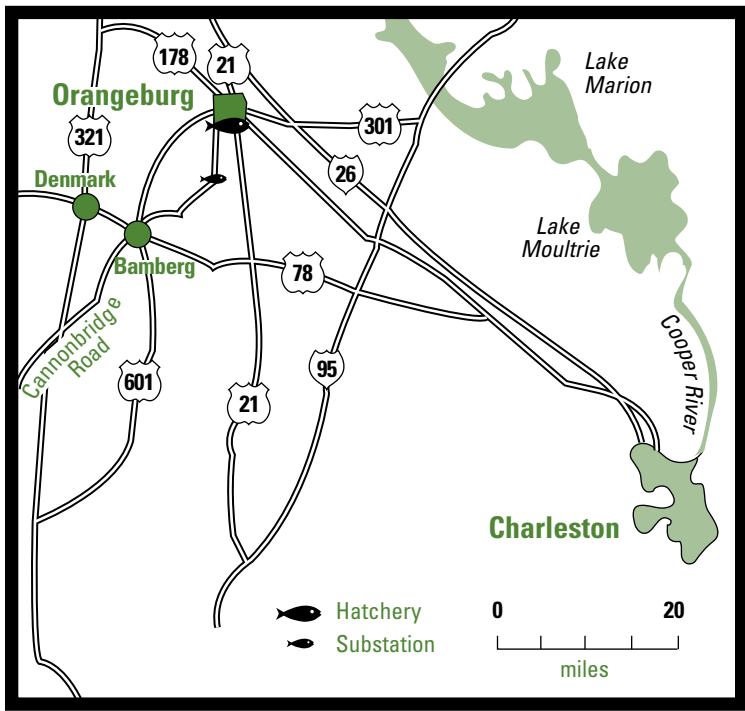 178
21
Lake
Marion
Orangeburg
321
301
26
Denmark
Lake
Moultrie
Bamberg
78
Cannonbridge
Road
Cooper River
95
601
21
Charleston
Hatchery
0
20
Substation
miles